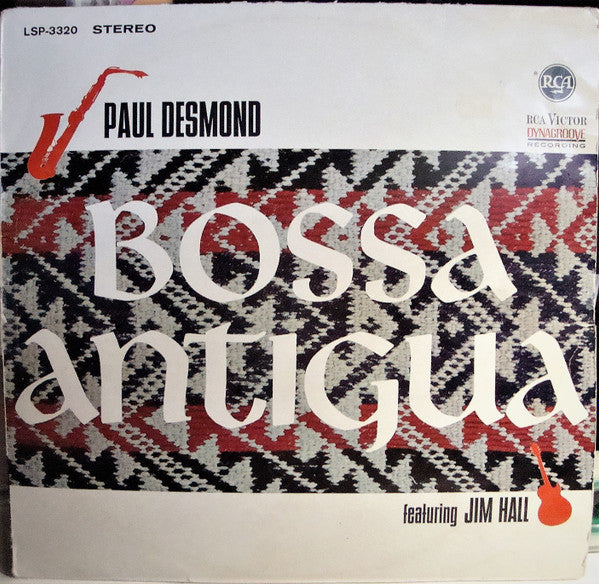 LSP-3320 STEREO
RCA
RCA VICTOR
DYNAGROOVE
RECORDING
PAUL DESMOND
BOSSA
ANTIGUA
featuring JIM HALL